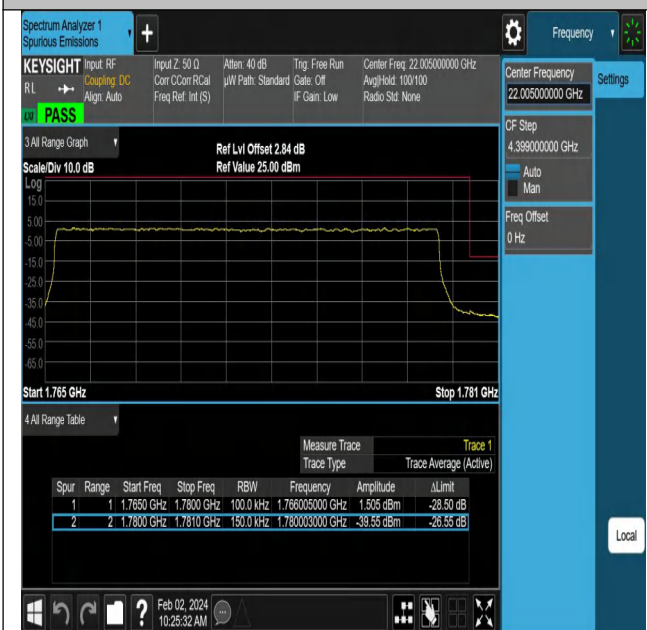 Spectrum Analyzer 1
Spurious Emissions
+
Frequency
KEYSIGHT
RL
PASS
Input: RF
Coupling: DC
Align: Auto
Input Z: 50 Ω
Corr CCorr RCal
Freq Ref: Int (S)
Atten: 40 dB
µW Path: Standard
Trig: Free Run
Gate: Off
IF Gain: Low
Center Freq: 22.005000000 GHz
Avg|Hold: 100/100
Radio Std: None
Center Frequency
22.005000000 GHz
Settings
CF Step
4.399000000 GHz
Auto
Man
Freq Offset
0 Hz
3 All Range Graph
Scale/Div 10.0 dB
Ref Lvl Offset 2.84 dB
Ref Value 25.00 dBm
Log
15.0
5.00
-5.00
-15.0
-25.0
-35.0
-45.0
-55.0
-65.0
Start 1.765 GHz
Stop 1.781 GHz
4 All Range Table
Measure Trace Trace 1
Trace Type Trace Average (Active)
Spur Range Start Freq Stop Freq RBW Frequency Amplitude ΔLimit
1 1 1.7650 GHz 1.7800 GHz 100.0 kHz 1.766005000 GHz 1.505 dBm -28.50 dB
2 2 1.7800 GHz 1.7810 GHz 150.0 kHz 1.780003000 GHz -39.55 dBm -26.55 dB
Local
?
Feb 02, 2024
10:25:32 AM